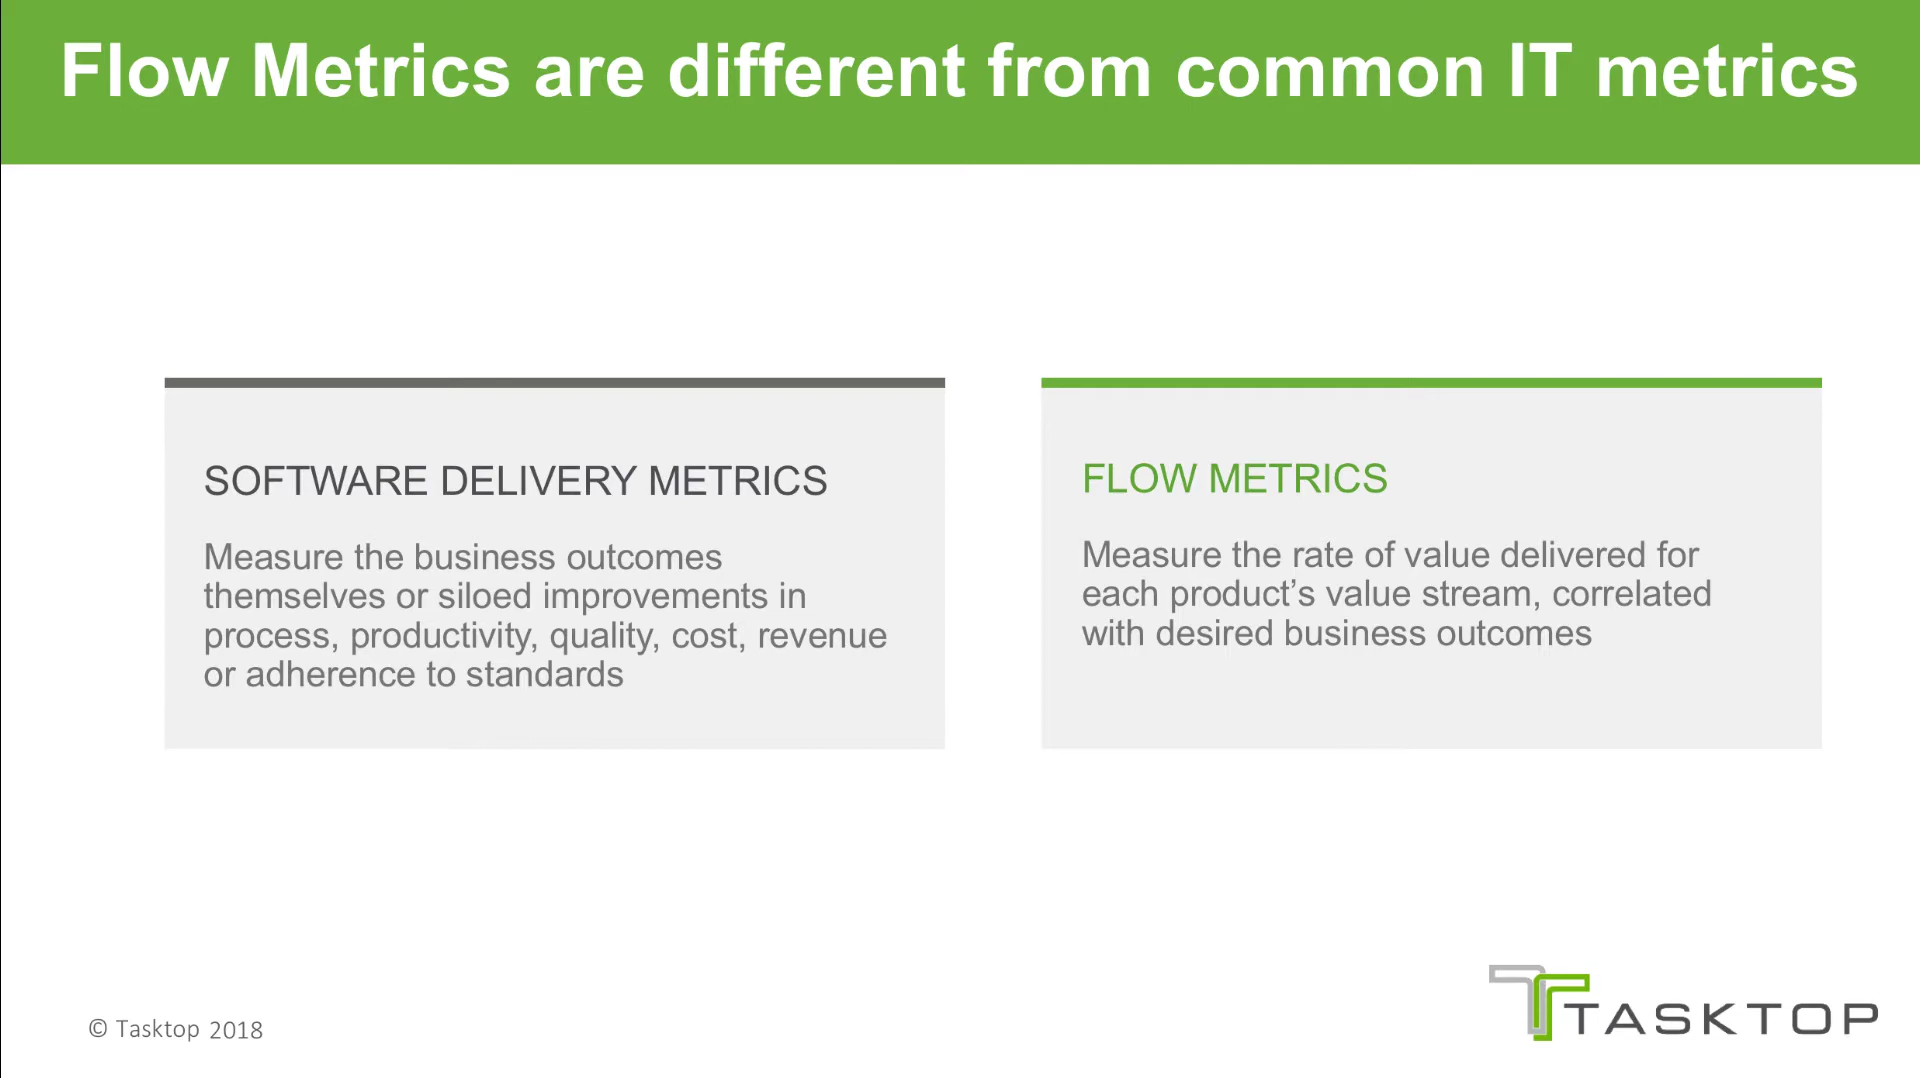 Flow Metrics are different from common IT metrics
SOFTWARE DELIVERY METRICS
Measure the business outcomes
themselves or siloed improvements in
process, productivity, quality, cost, revenue
or adherence to standards
FLOW METRICS
Measure the rate of value delivered for
each product’s value stream, correlated
with desired business outcomes
© Tasktop 2018
TASKTOP